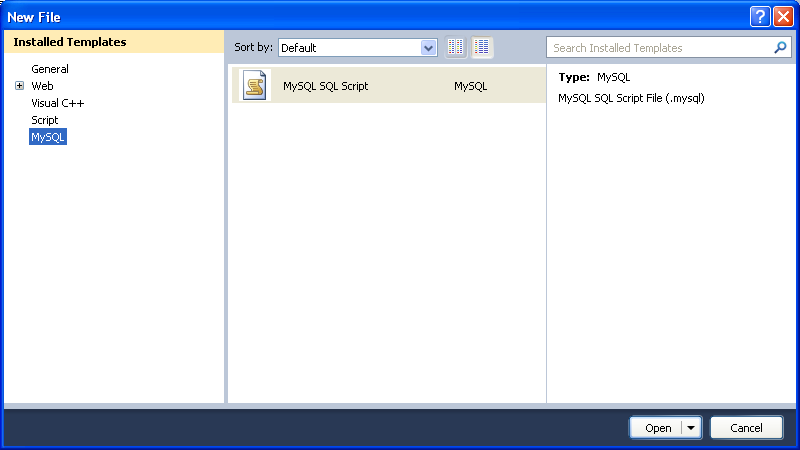 New File
Installed Templates
General
Web
Visual C++
Script
MySQL
Sort by: Default
MySQL SQL Script MySQL
Search Installed Templates
Type: MySQL
MySQL SQL Script File (.mysql)
Open Cancel